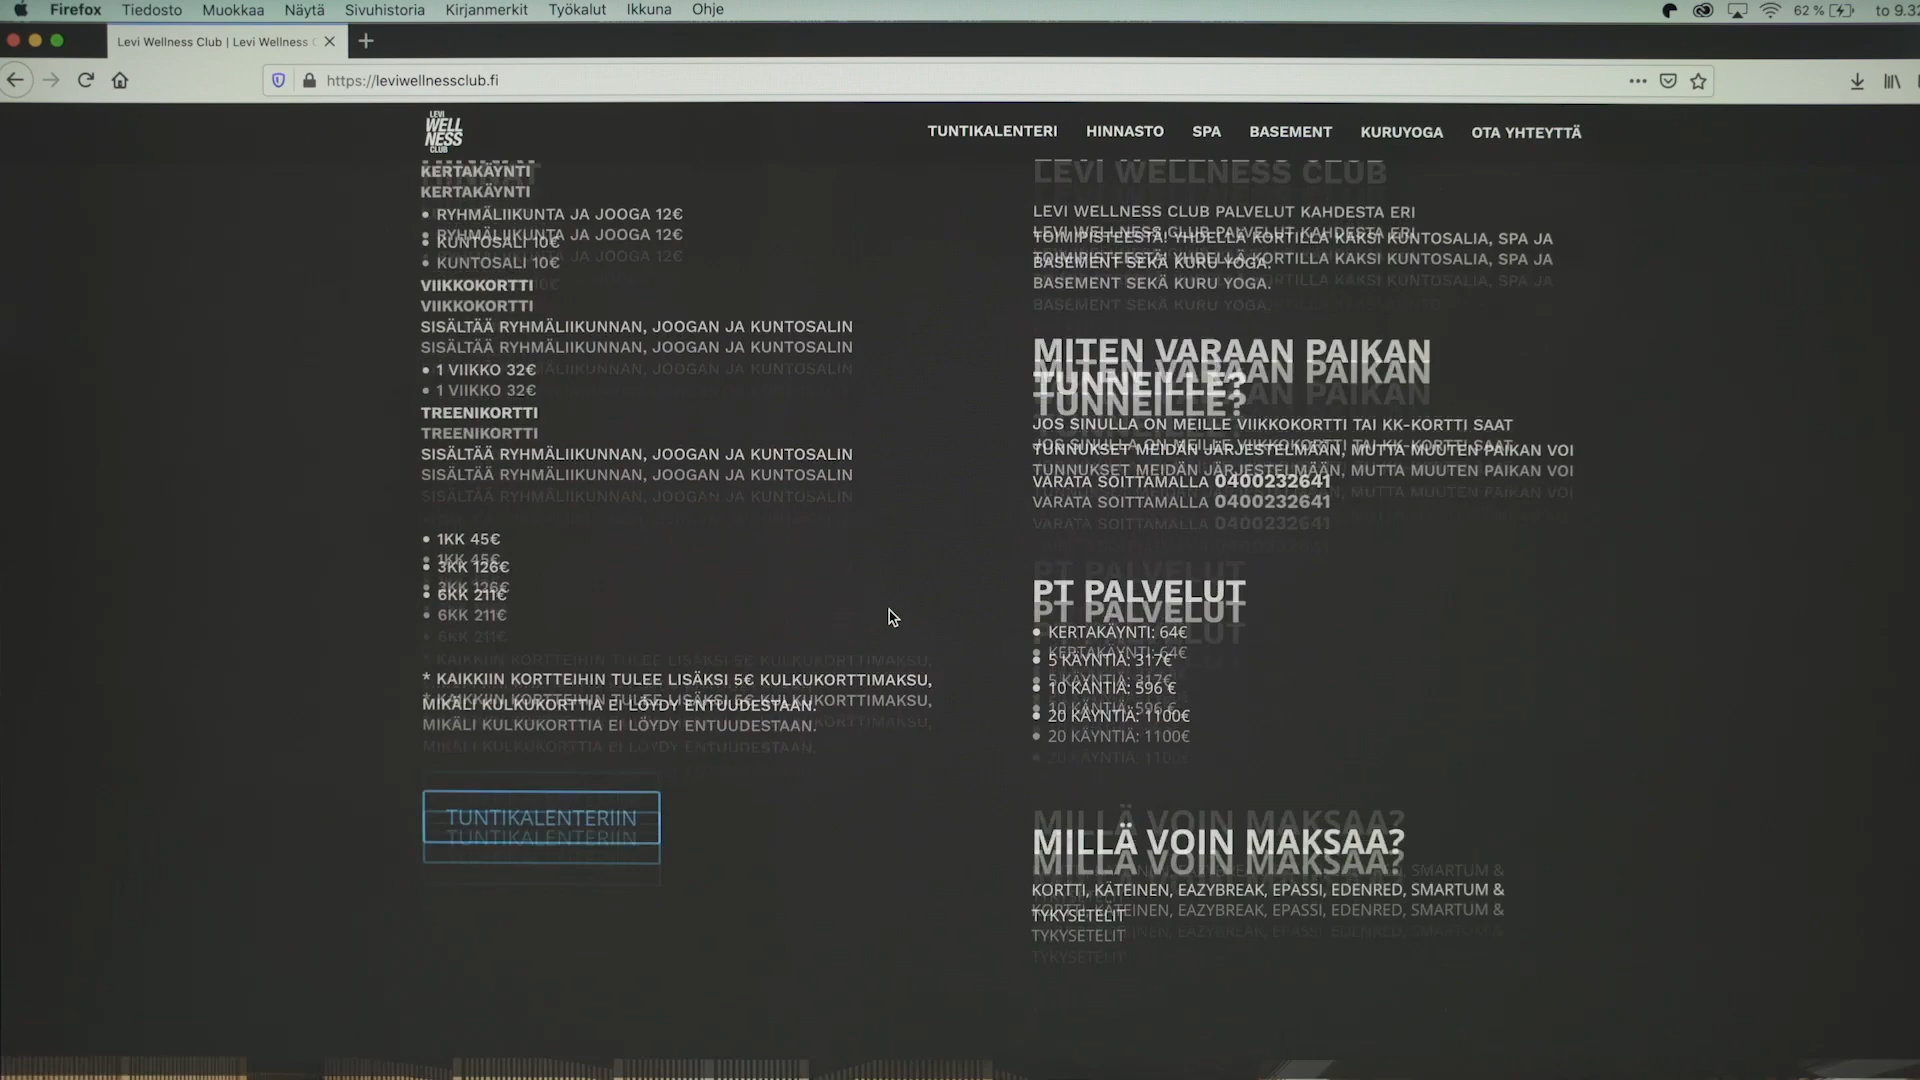 Firefox Tiedosto Muokkaa Näytä Sivuhistoria Kirjanmerkit Työkalut Ikkuna Ohje 62 % to 9.32
Levi Wellness Club | Levi Wellness
https://leviwellnessclub.fi
LEVI
WELL
NESS
CLUB
TUNTIKALENTERI HINNASTO SPA BASEMENT KURUYOGA OTA YHTEYTTÄ
KERTAKÄYNTI
• RYHMÄLIIKUNTA JA JOOGA 12€
• KUNTOSALI 10€
VIIKKOKORTTI
SISÄLTÄÄ RYHMÄLIIKUNNAN, JOOGAN JA KUNTOSALIN
• 1 VIIKKO 32€
TREENIKORTTI
SISÄLTÄÄ RYHMÄLIIKUNNAN, JOOGAN JA KUNTOSALIN
• 1KK 45€
• 3KK 126€
• 6KK 211€
* KAIKKIIN KORTTEIHIN TULEE LISÄKSI 5€ KULKUKORTTIMAKSU,
MIKÄLI KULKUKORTTIA EI LÖYDY ENTUUDESTAAN.
TUNTIKALENTERIIN
LEVI WELLNESS CLUB
LEVI WELLNESS CLUB PALVELUT KAHDESTA ERI
TOIMIPISTEESTÄ! YHDELLÄ KORTILLA KAKSI KUNTOSALIA, SPA JA
BASEMENT SEKÄ KURU YOGA.
MITEN VARAAN PAIKAN
TUNNEILLE?
JOS SINULLA ON MEILLE VIIKKOKORTTI TAI KK-KORTTI SAAT
TUNNUKSET MEIDÄN JÄRJESTELMÄÄN, MUTTA MUUTEN PAIKAN VOI
VARATA SOITTAMALLA 0400232641
PT PALVELUT
• KERTAKÄYNTI: 64€
• 5 KÄYNTIÄ: 317€
• 10 KÄNTIÄ: 596 €
• 20 KÄYNTIÄ: 1100€
MILLÄ VOIN MAKSAA?
KORTTI, KÄTEINEN, EAZYBREAK, EPASSI, EDENRED, SMARTUM &
TYKYSETELIT